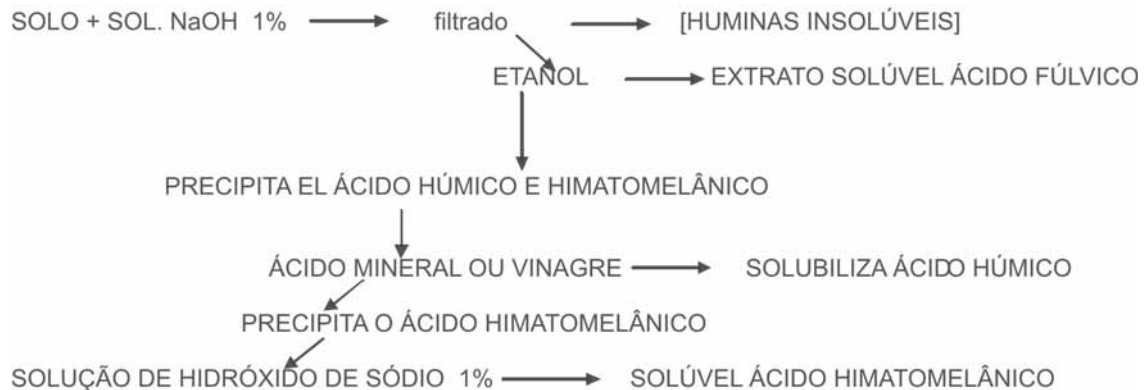 SOLO + SOL. NaOH 1% filtrado [HUMINAS INSOLÚVEIS]
ETANOL EXTRATO SOLÚVEL ÁCIDO FÚLVICO
PRECIPITA EL ÁCIDO HÚMICO E HIMATOMELÂNICO
ÁCIDO MINERAL OU VINAGRE SOLUBILIZA ÁCIDO HÚMICO
PRECIPITA O ÁCIDO HIMATOMELÂNICO
SOLUÇÃO DE HIDRÓXIDO DE SÓDIO 1% SOLÚVEL ÁCIDO HIMATOMELÂNICO